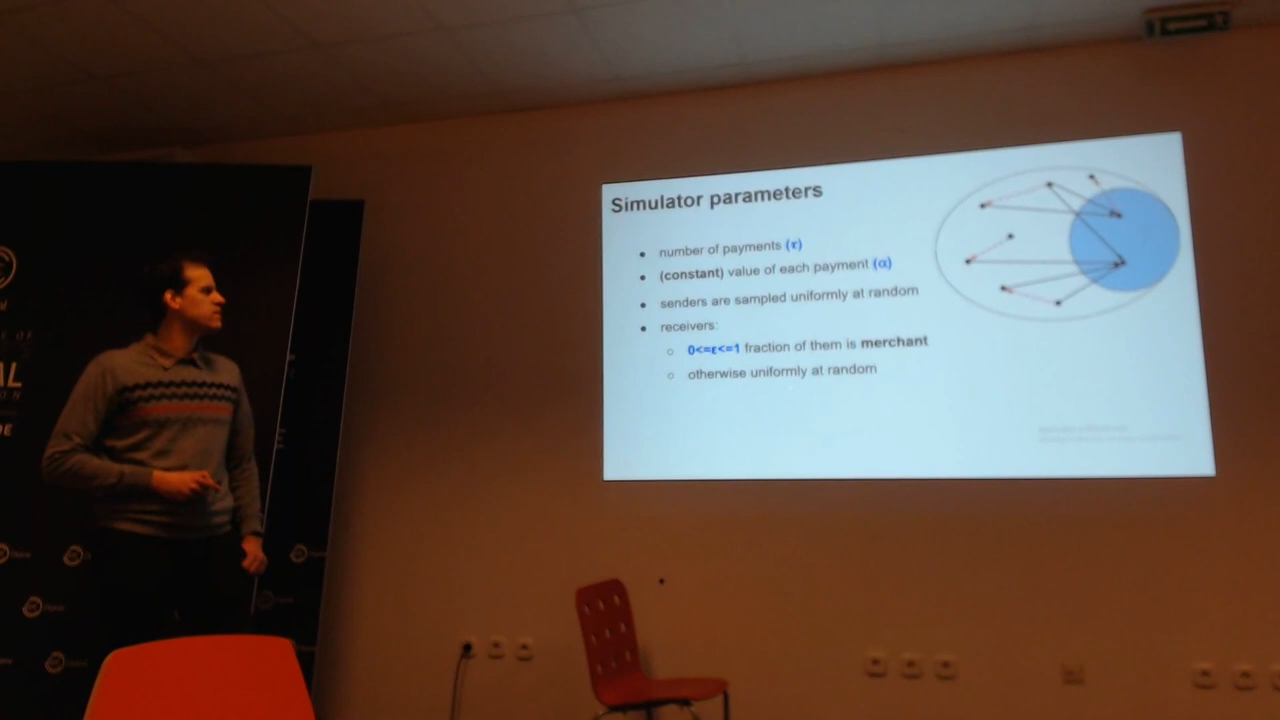 Simulator parameters
number of payments (τ)
(constant) value of each payment (α)
senders are sampled uniformly at random
receivers:
0<=ε<=1 fraction of them is merchant
otherwise uniformly at random